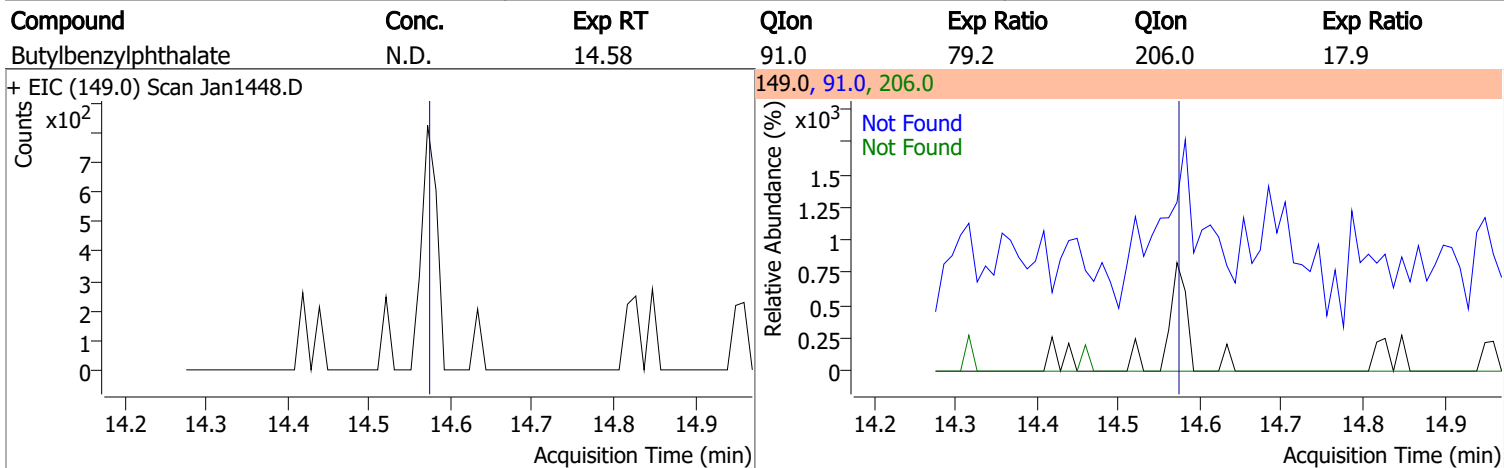 Compound Conc. Exp RT QIon Exp Ratio QIon Exp Ratio
Butylbenzylphthalate N.D. 14.58 91.0 79.2 206.0 17.9
+ EIC (149.0) Scan Jan1448.D
Counts
x10²
7
6
5
4
3
2
1
0
14.2 14.3 14.4 14.5 14.6 14.7 14.8 14.9
Acquisition Time (min)
149.0, 91.0, 206.0
Relative Abundance (%)
x10³
Not Found
Not Found
1.5
1.25
1
0.75
0.5
0.25
0
14.2 14.3 14.4 14.5 14.6 14.7 14.8 14.9
Acquisition Time (min)